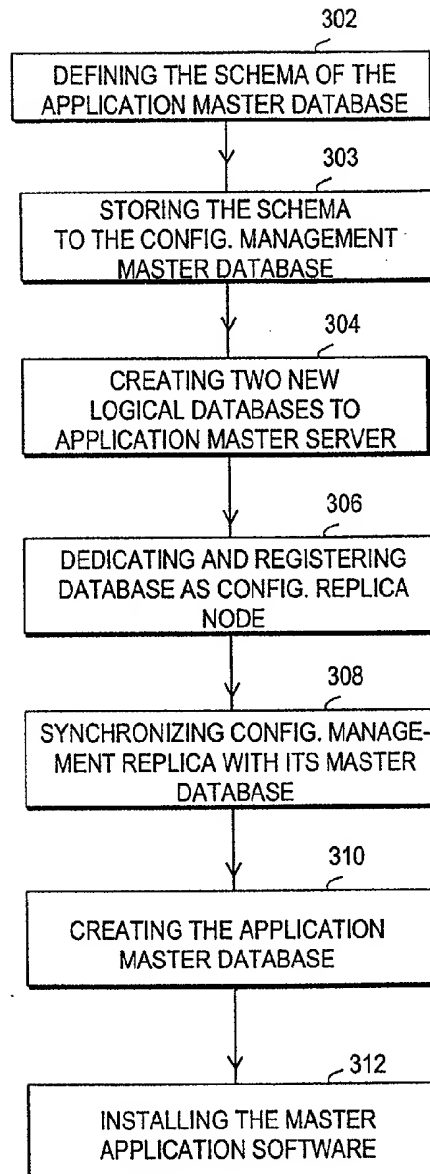 302
DEFINING THE SCHEMA OF THE
APPLICATION MASTER DATABASE
303
STORING THE SCHEMA
TO THE CONFIG. MANAGEMENT
MASTER DATABASE
304
CREATING TWO NEW
LOGICAL DATABASES TO
APPLICATION MASTER SERVER
306
DEDICATING AND REGISTERING
DATABASE AS CONFIG. REPLICA
NODE
308
SYNCHRONIZING CONFIG. MANAGE-
MENT REPLICA WITH ITS MASTER
DATABASE
310
CREATING THE APPLICATION
MASTER DATABASE
312
INSTALLING THE MASTER
APPLICATION SOFTWARE